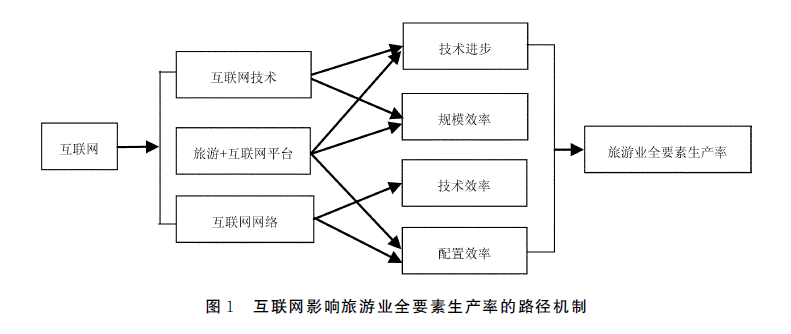 互联网
互联网技术
旅游+互联网平台
互联网网络
技术进步
规模效率
技术效率
配置效率
旅游业全要素生产率
图1 互联网影响旅游业全要素生产率的路径机制